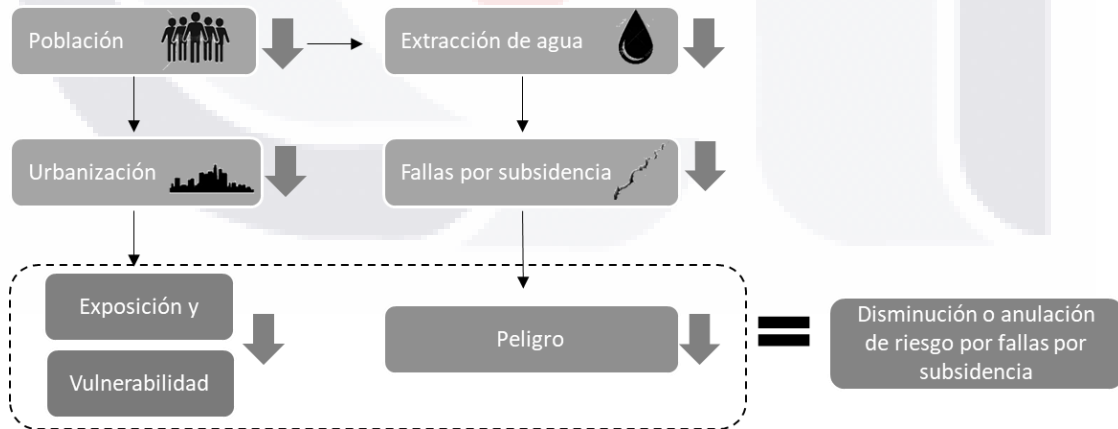 Población
Extracción de agua
Urbanización
Fallas por subsidencia
Exposición y
Vulnerabilidad
Peligro
Disminución o anulación
de riesgo por fallas por
subsidencia